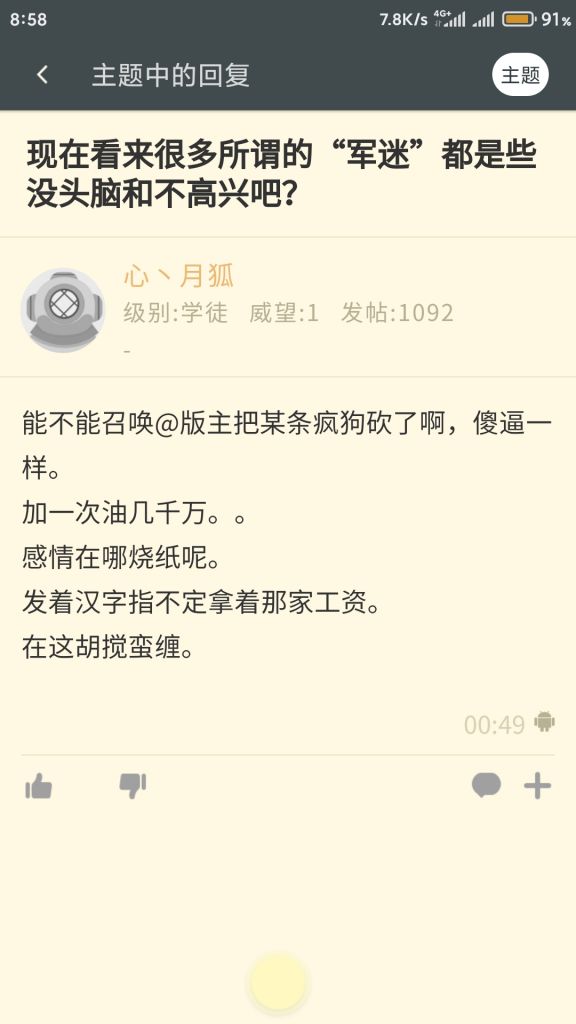 8:58
7.8K/s 4G+ 91%
主题中的回复
主题
现在看来很多所谓的“军迷”都是些
没头脑和不高兴吧？
心丶月狐
级别:学徒 威望:1 发帖:1092
-
能不能召唤@版主把某条疯狗砍了啊，傻逼一
样。
加一次油几千万。。
感情在哪烧纸呢。
发着汉字指不定拿着那家工资。
在这胡搅蛮缠。
00:49